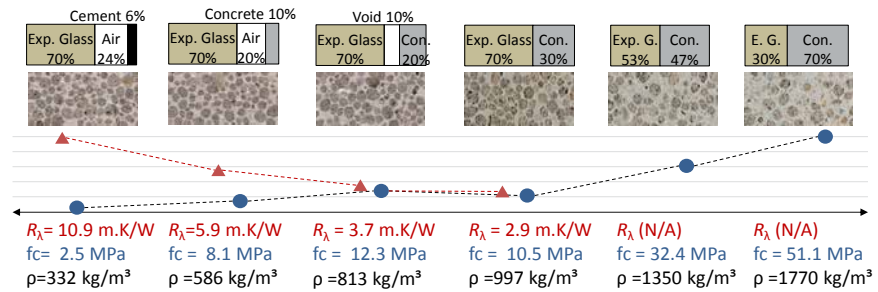 Cement 6%
Concrete 10%
Void 10%
Exp. Glass
70%
Air
24%
Exp. Glass
70%
Air
20%
Exp. Glass
70%
Con.
20%
Exp. Glass
70%
Con.
30%
Exp. G.
53%
Con.
47%
E. G.
30%
Con.
70%
Rλ= 10.9 m.K/W
fc= 2.5 MPa
ρ=332 kg/m³
Rλ=5.9 m.K/W
fc= 8.1 MPa
ρ =586 kg/m³
Rλ = 3.7 m.K/W
fc = 12.3 MPa
ρ =813 kg/m³
Rλ = 2.9 m.K/W
fc = 10.5 MPa
ρ =997 kg/m³
Rλ (N/A)
fc = 32.4 MPa
ρ =1350 kg/m³
Rλ (N/A)
fc = 51.1 MPa
ρ =1770 kg/m³